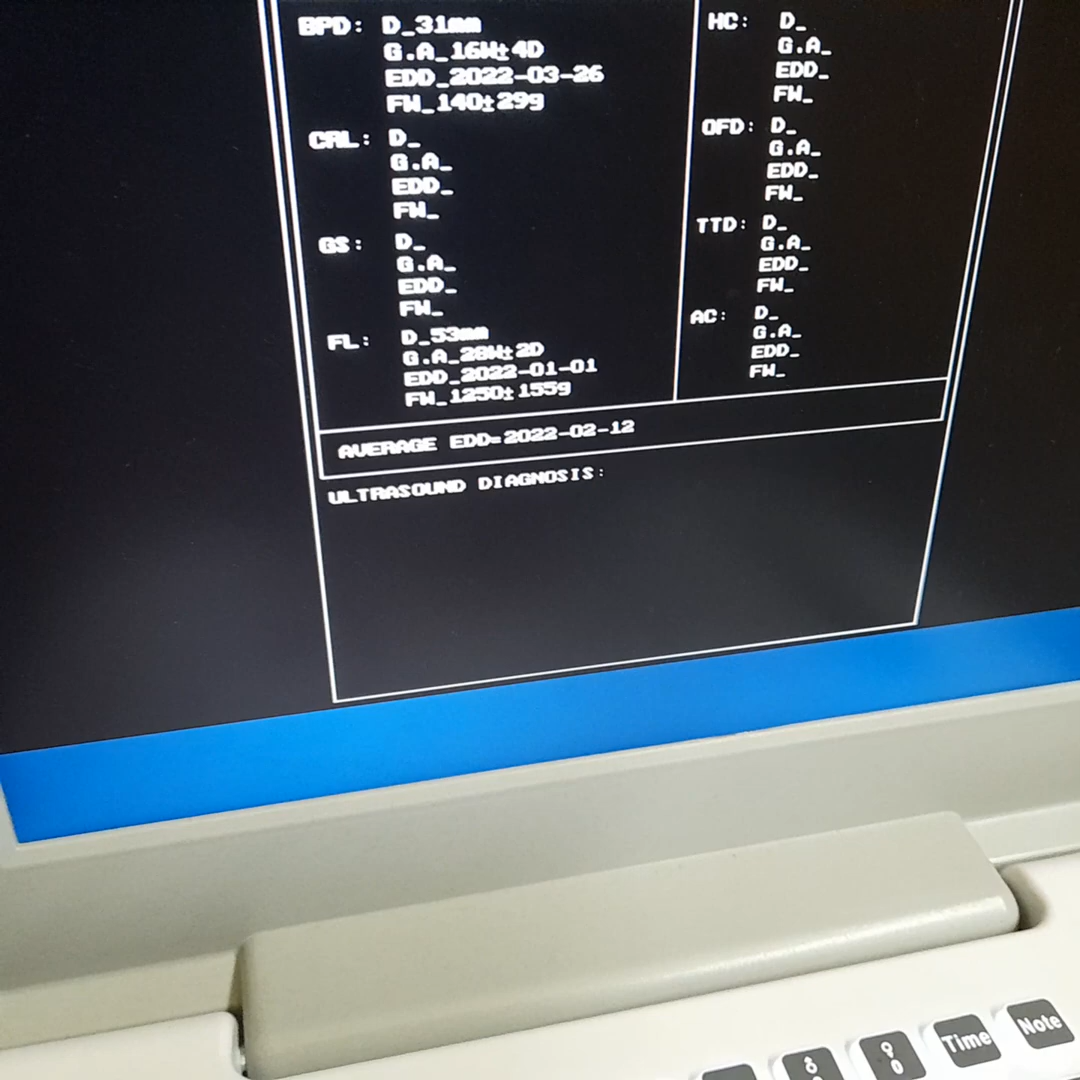 BPD: D_31mm
G.A_16W±4D
EDD_2022-03-26
FW_140±29g
CRL: D_
G.A_
EDD_
FW_
GS: D_
G.A_
EDD_
FW_
FL: D_53mm
G.A_28W±2D
EDD_2022-01-01
FW_1250±155g
HC: D_
G.A_
EDD_
FW_
OFD: D_
G.A_
EDD_
FW_
TTD: D_
G.A_
EDD_
FW_
AC: D_
G.A_
EDD_
FW_
AVERAGE EDD=2022-02-12
ULTRASOUND DIAGNOSIS:
Time
Note